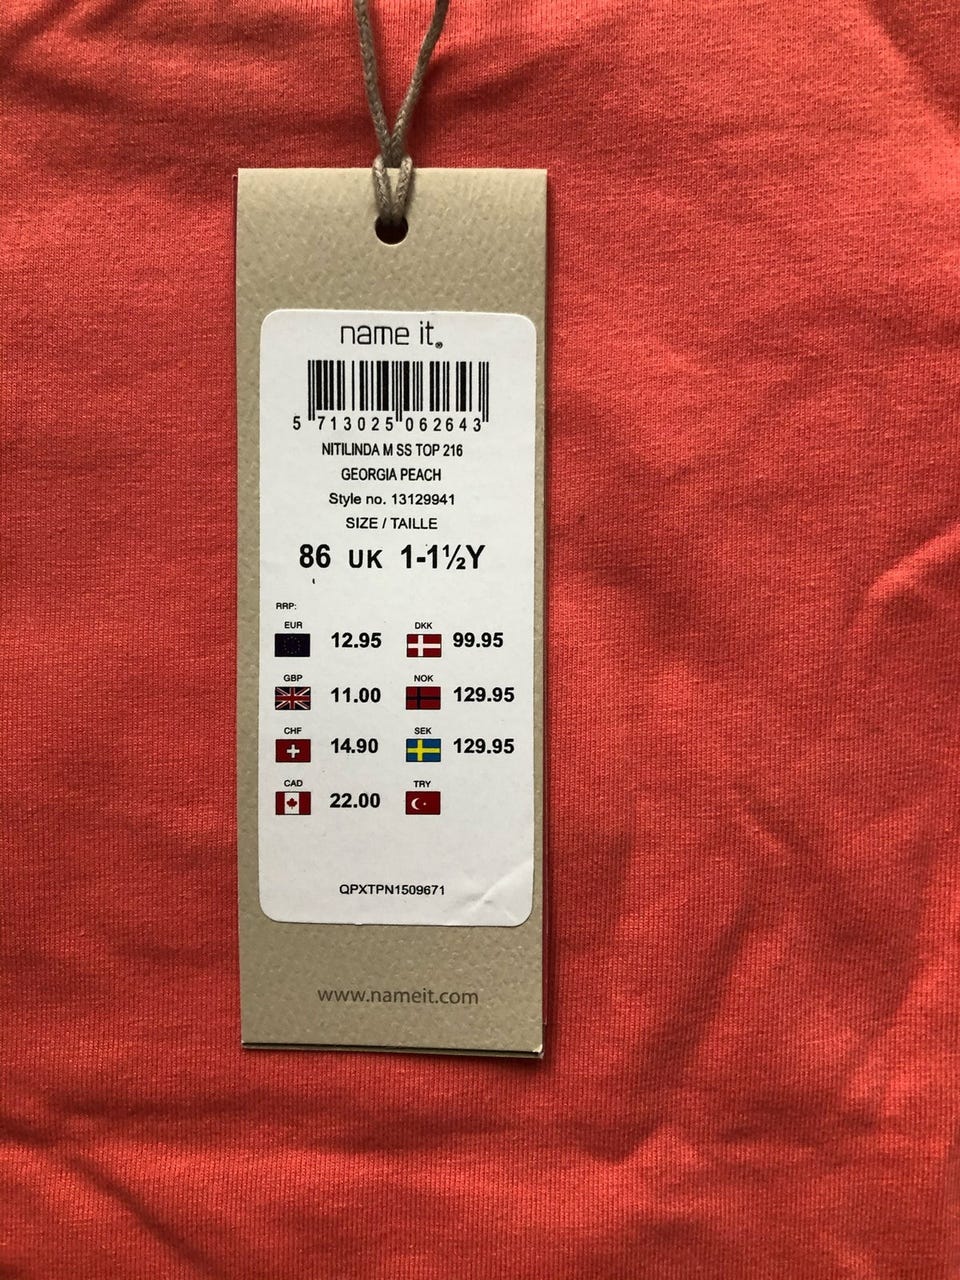 name it®
5 713025 062643
NITILINDA M SS TOP 216
GEORGIA PEACH
Style no. 13129941
SIZE / TAILLE
86 UK 1-1½Y
RRP:
EUR 12.95 DKK 99.95
GBP 11.00 NOK 129.95
CHF 14.90 SEK 129.95
CAD 22.00 TRY
QPXTPN1509671
www.nameit.com